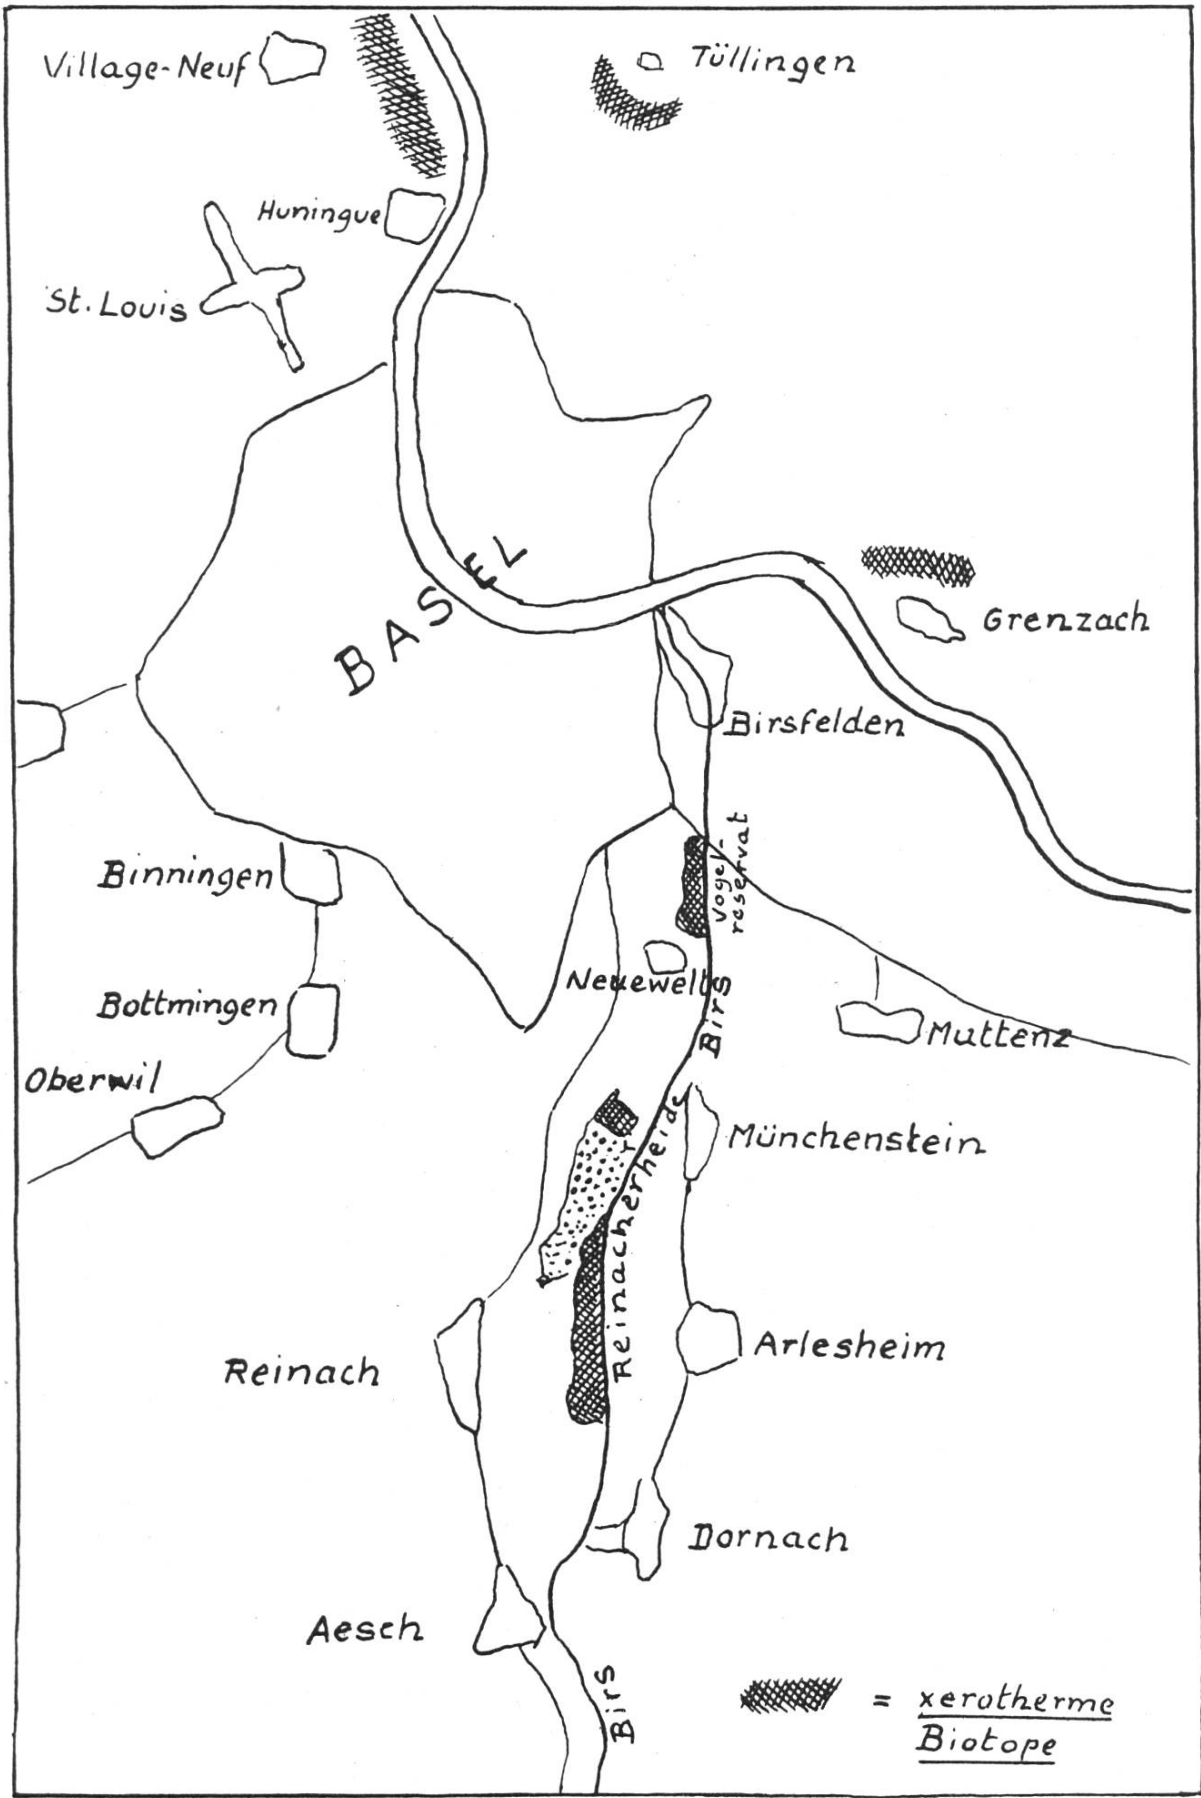 Village-Neuf
Tüllingen
Huningue
St. Louis
BASEL
Grenzach
Birsfelden
Vogel-
reservat
Binningen
Neuewelt
Bottmingen
Birs
Muttenz
Oberwil
Münchenstein
Reinacherheide
Arlesheim
Reinach
Dornach
Aesch
Birs
= xerotherme
Biotope